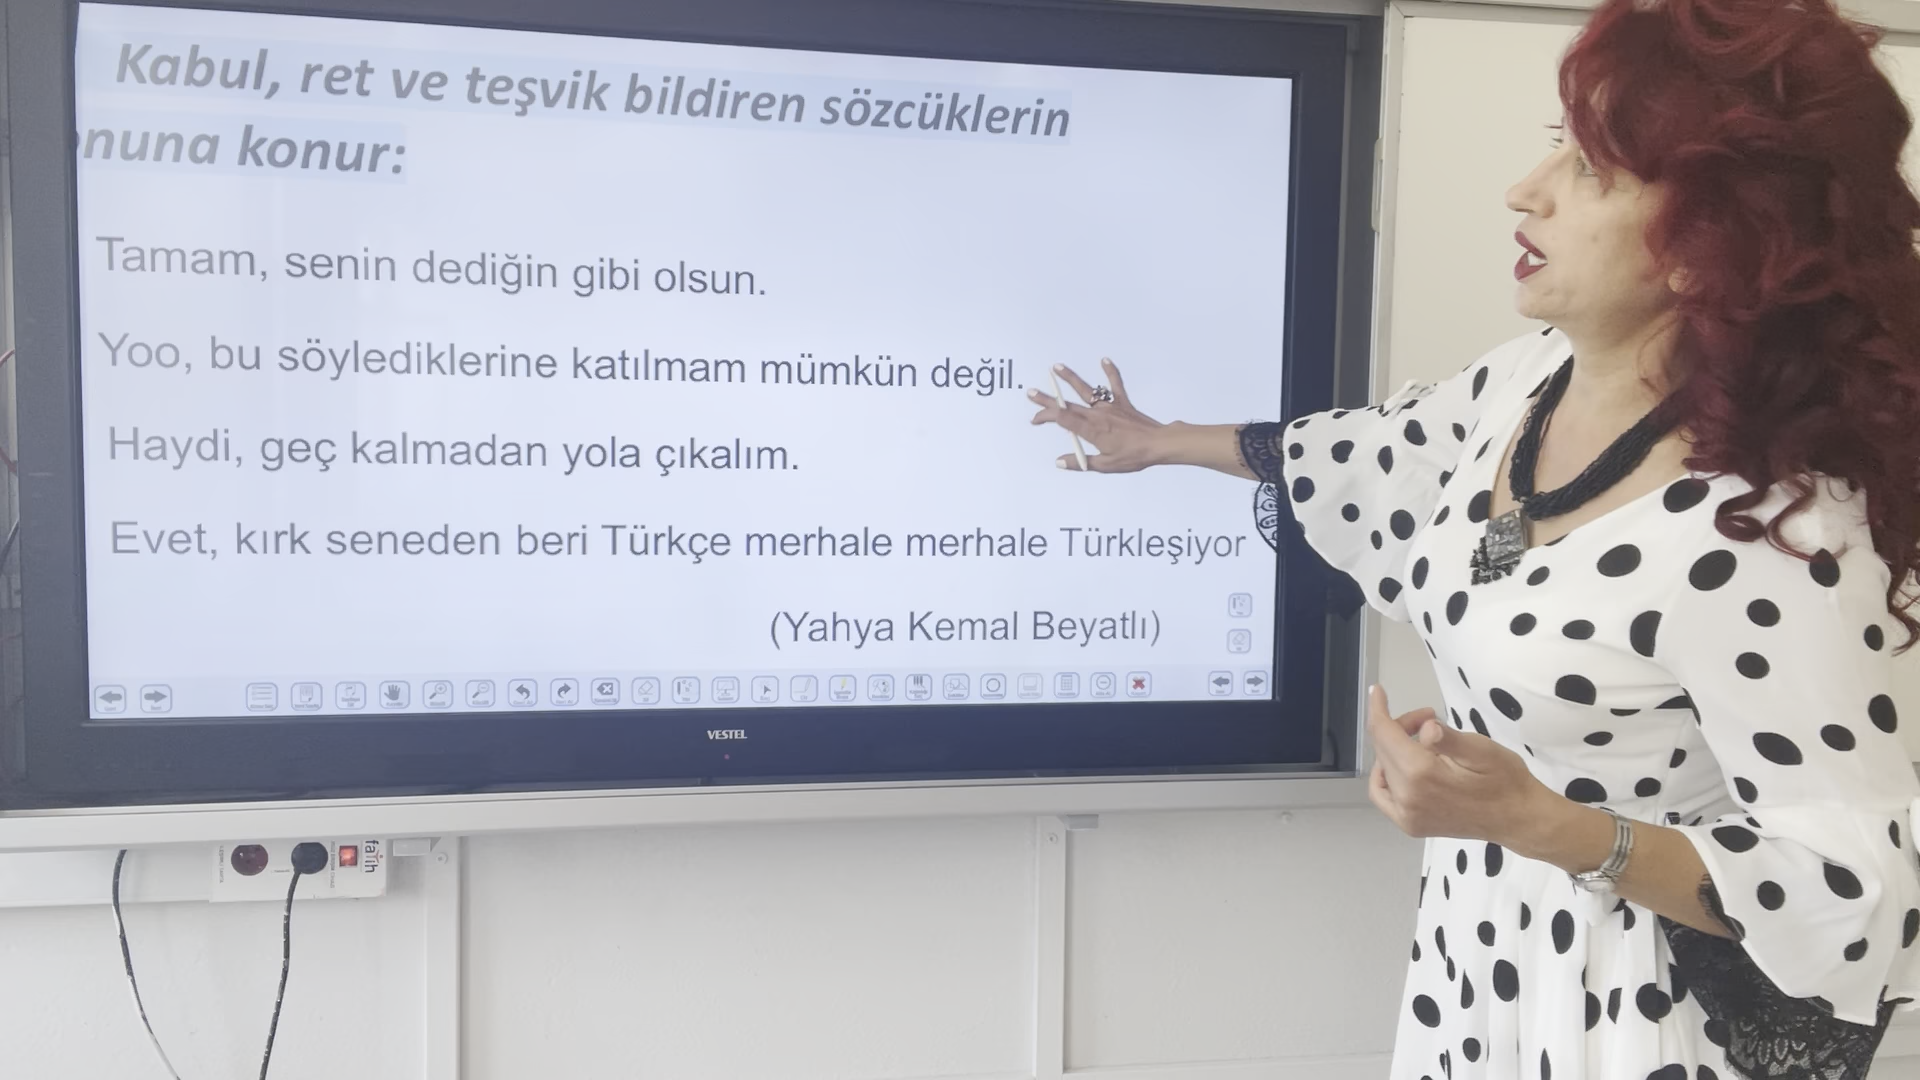 Kabul, ret ve teşvik bildiren sözcüklerin
onuna konur:
Tamam, senin dediğin gibi olsun.
Yoo, bu söylediklerine katılmam mümkün değil.
Haydi, geç kalmadan yola çıkalım.
Evet, kırk seneden beri Türkçe merhale merhale Türkleşiyor
(Yahya Kemal Beyatlı)
VESTEL
fatih